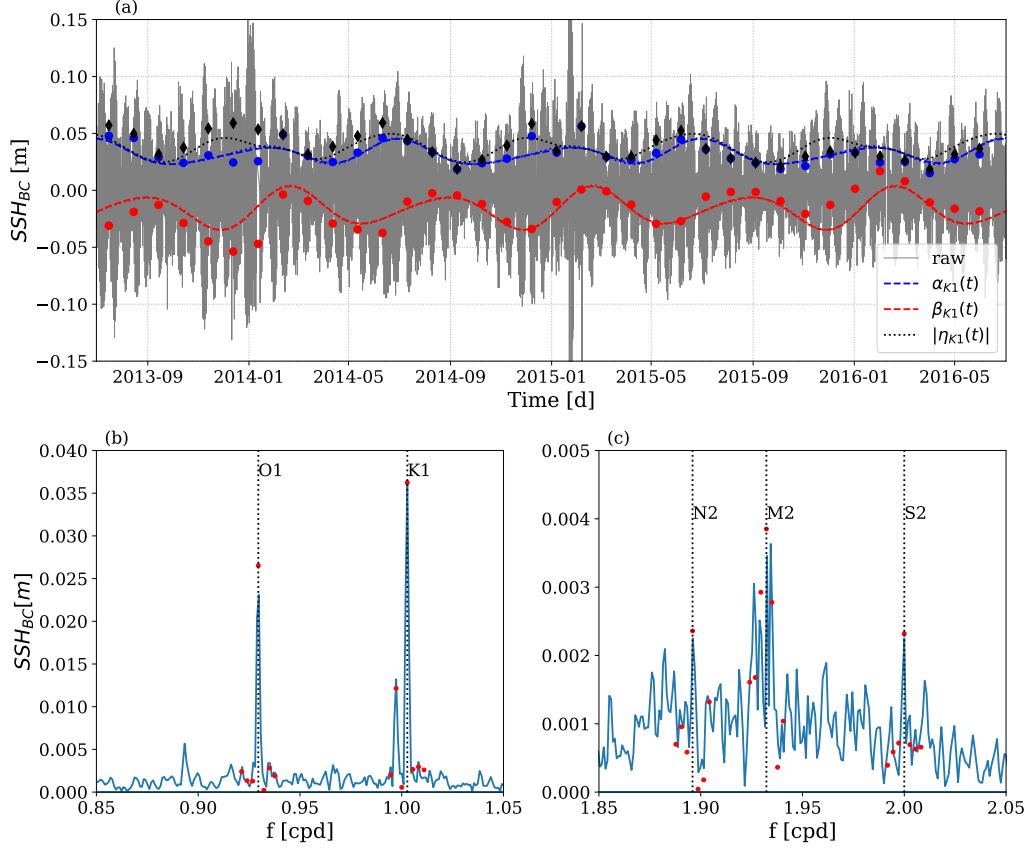 (a)
0.15
0.10
0.05
0.00
−0.05
−0.10
−0.15
SSH_BC [m]
raw
α_K1(t)
β_K1(t)
|η_K1(t)|
2013-09 2014-01 2014-05 2014-09 2015-01 2015-05 2015-09 2016-01 2016-05
Time [d]
(b)
0.040
0.035
0.030
0.025
0.020
0.015
0.010
0.005
0.000
SSH_BC[m]
O1 K1
0.85 0.90 0.95 1.00 1.05
f [cpd]
(c)
0.005
0.004
0.003
0.002
0.001
0.000
N2 M2 S2
1.85 1.90 1.95 2.00 2.05
f [cpd]